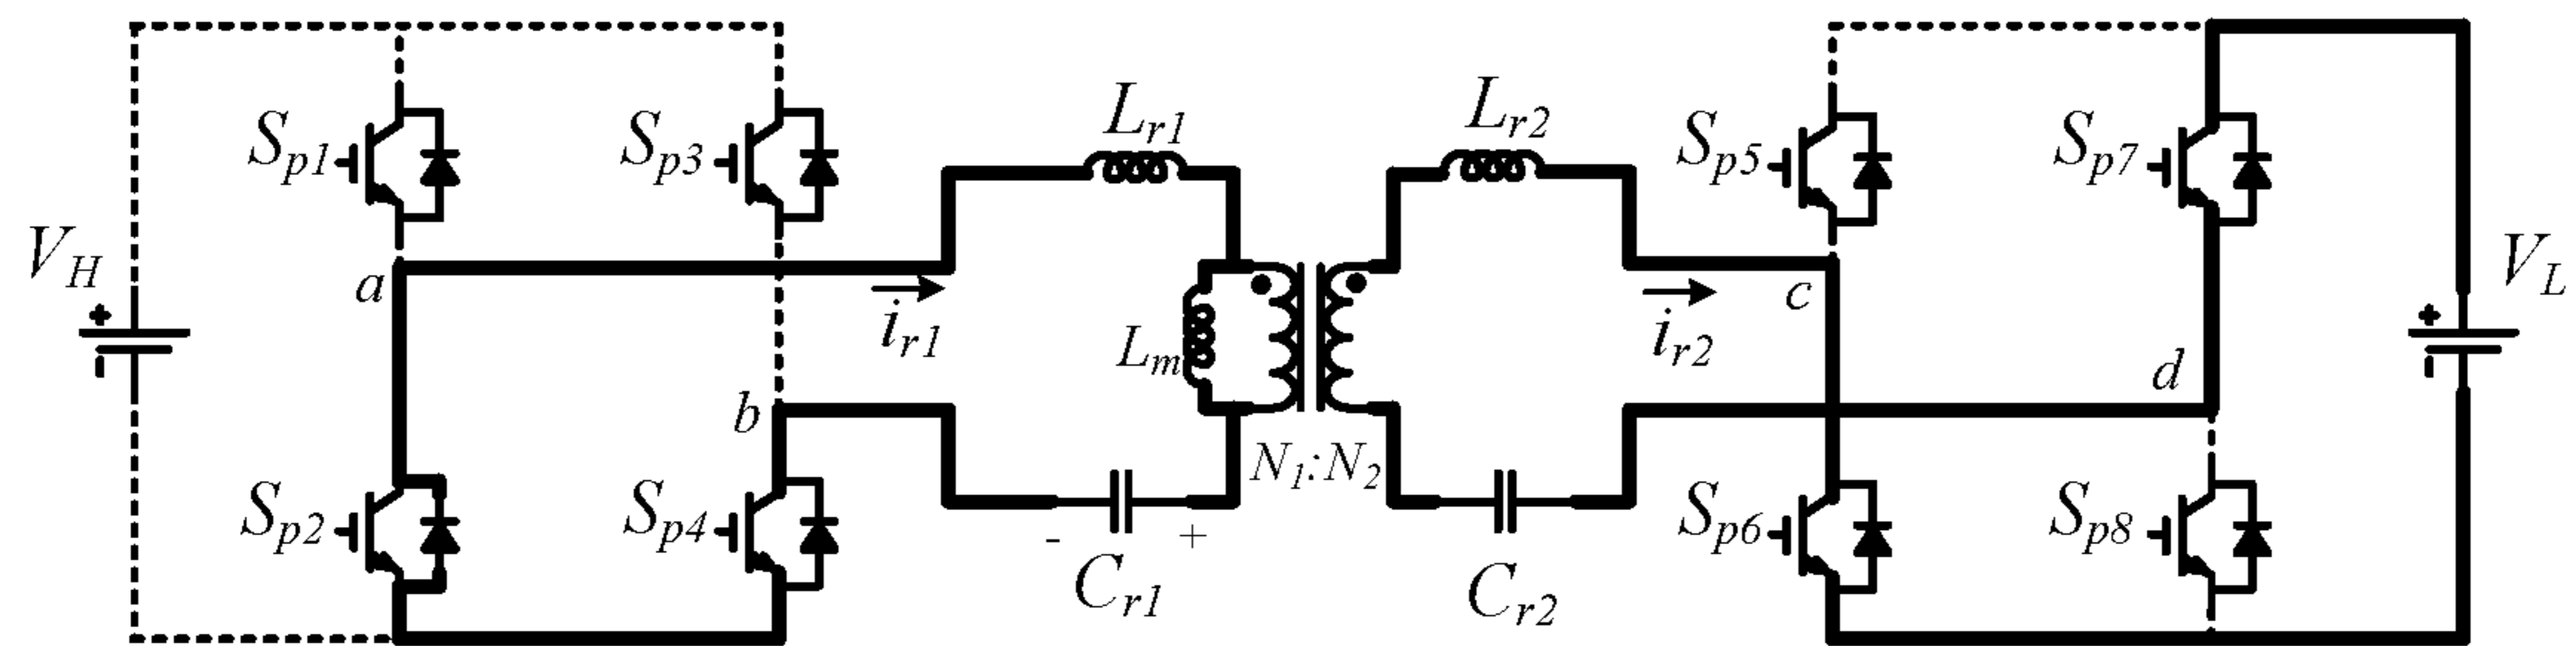 L_r1
L_r2
S_p1
S_p3
S_p5
S_p7
V_H
+
-
a
i_r1
L_m
i_r2
c
V_L
+
-
b
d
N_1:N_2
S_p2
S_p4
- +
C_r1
C_r2
S_p6
S_p8